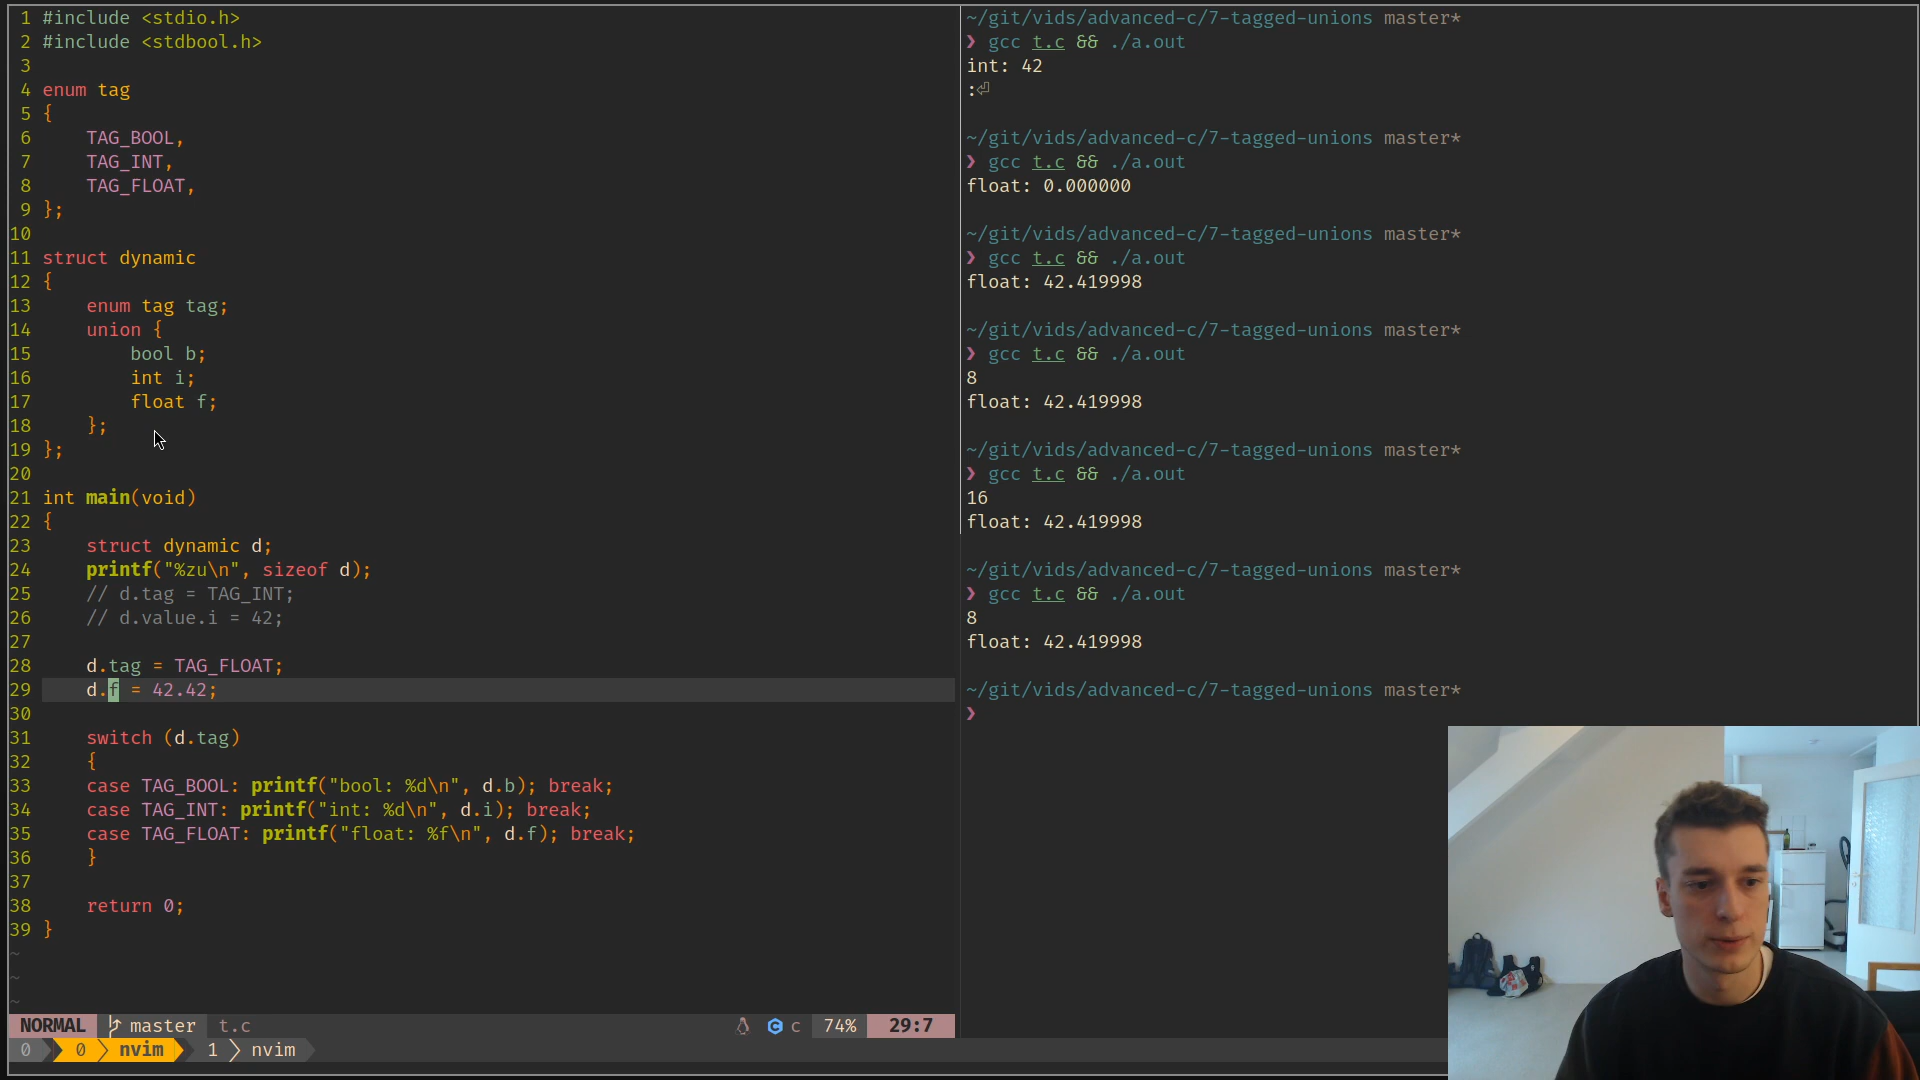 1 #include <stdio.h>
2 #include <stdbool.h>
3
4 enum tag
5 {
6     TAG_BOOL,
7     TAG_INT,
8     TAG_FLOAT,
9 };
10
11 struct dynamic
12 {
13     enum tag tag;
14     union {
15         bool b;
16         int i;
17         float f;
18     };
19 };
20
21 int main(void)
22 {
23     struct dynamic d;
24     printf("%zu\n", sizeof d);
25     // d.tag = TAG_INT;
26     // d.value.i = 42;
27
28     d.tag = TAG_FLOAT;
29     d.f = 42.42;
30
31     switch (d.tag)
32     {
33     case TAG_BOOL: printf("bool: %d\n", d.b); break;
34     case TAG_INT: printf("int: %d\n", d.i); break;
35     case TAG_FLOAT: printf("float: %f\n", d.f); break;
36     }
37
38     return 0;
39 }
~
~
~
NORMAL master t.c c 74% 29:7
0 0 nvim 1 nvim
~/git/vids/advanced-c/7-tagged-unions master*
❯ gcc t.c && ./a.out
int: 42
:⏎
~/git/vids/advanced-c/7-tagged-unions master*
❯ gcc t.c && ./a.out
float: 0.000000
~/git/vids/advanced-c/7-tagged-unions master*
❯ gcc t.c && ./a.out
float: 42.419998
~/git/vids/advanced-c/7-tagged-unions master*
❯ gcc t.c && ./a.out
8
float: 42.419998
~/git/vids/advanced-c/7-tagged-unions master*
❯ gcc t.c && ./a.out
16
float: 42.419998
~/git/vids/advanced-c/7-tagged-unions master*
❯ gcc t.c && ./a.out
8
float: 42.419998
~/git/vids/advanced-c/7-tagged-unions master*
❯